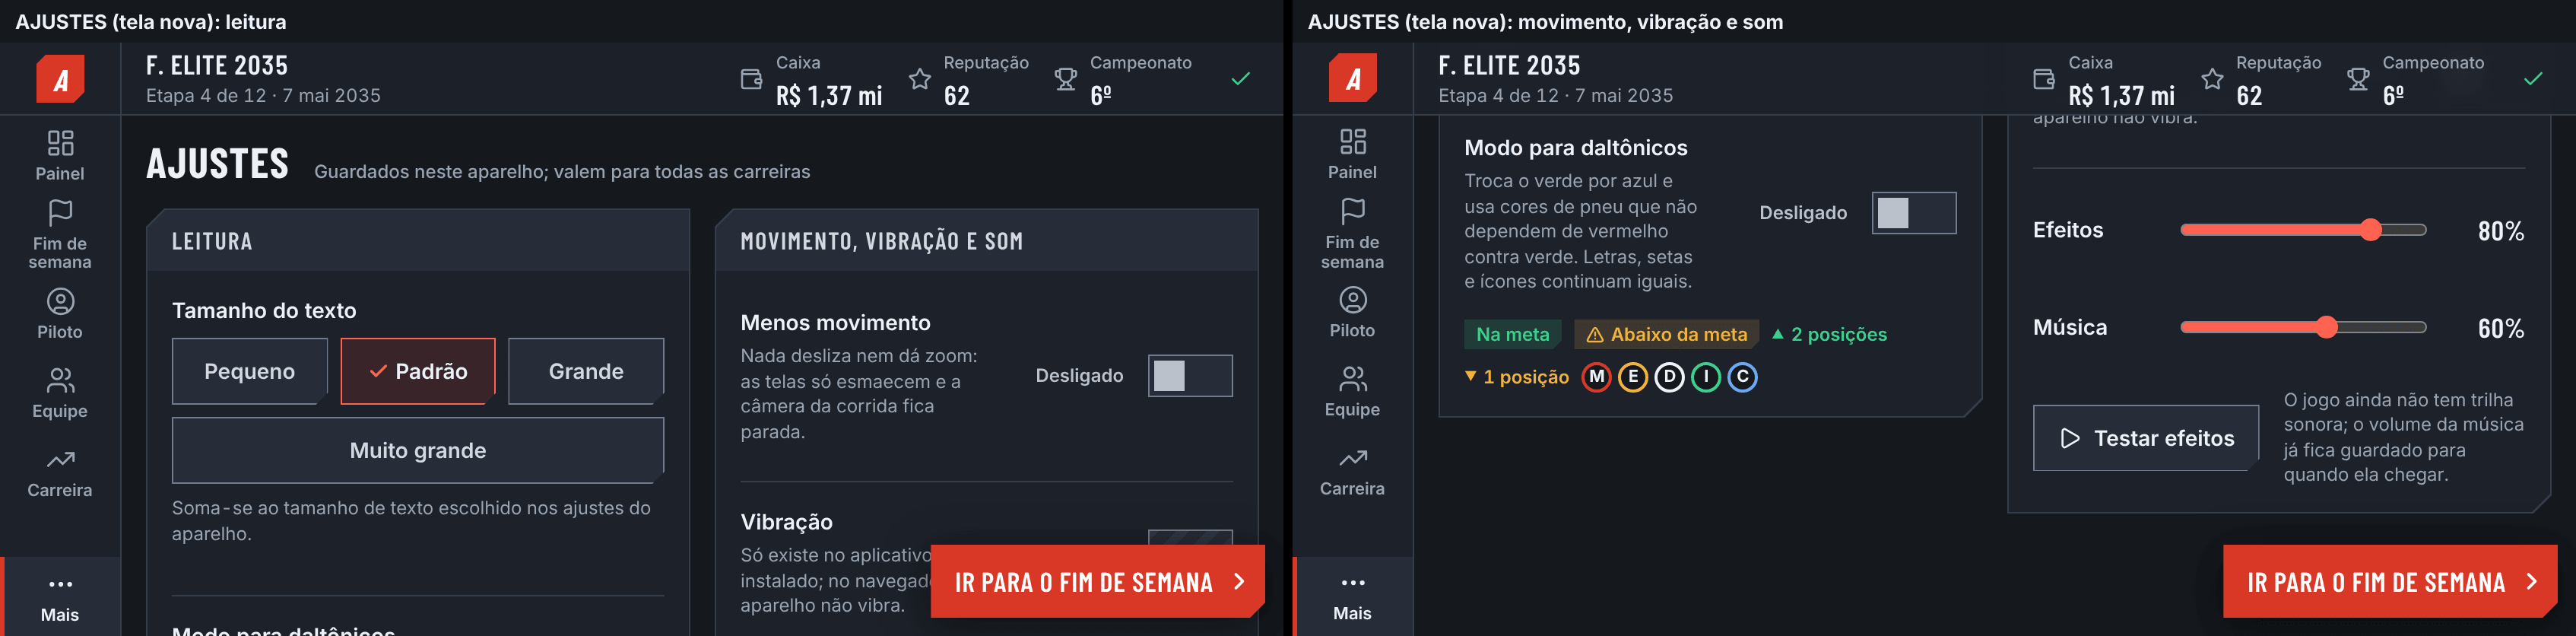 AJUSTES (tela nova): leitura
A
F. ELITE 2035
Etapa 4 de 12 · 7 mai 2035
Caixa
R$ 1,37 mi
Reputação
62
Campeonato
6º
Painel
Fim de
semana
Piloto
Equipe
Carreira
Mais
AJUSTES
Guardados neste aparelho; valem para todas as carreiras
LEITURA
Tamanho do texto
Pequeno
Padrão
Grande
Muito grande
Soma-se ao tamanho de texto escolhido nos ajustes do
aparelho.
Modo para daltônicos
MOVIMENTO, VIBRAÇÃO E SOM
Menos movimento
Nada desliza nem dá zoom:
as telas só esmaecem e a
câmera da corrida fica
parada.
Desligado
Vibração
Só existe no aplicativo
instalado; no navegad
aparelho não vibra.
IR PARA O FIM DE SEMANA
AJUSTES (tela nova): movimento, vibração e som
A
F. ELITE 2035
Etapa 4 de 12 · 7 mai 2035
Caixa
R$ 1,37 mi
Reputação
62
Campeonato
6º
Painel
Fim de
semana
Piloto
Equipe
Carreira
Mais
Modo para daltônicos
Troca o verde por azul e
usa cores de pneu que não
dependem de vermelho
contra verde. Letras, setas
e ícones continuam iguais.
Desligado
Na meta
Abaixo da meta
2 posições
1 posição
M E D I C
aparelho não vibra.
Efeitos
80%
Música
60%
Testar efeitos
O jogo ainda não tem trilha
sonora; o volume da música
já fica guardado para
quando ela chegar.
IR PARA O FIM DE SEMANA